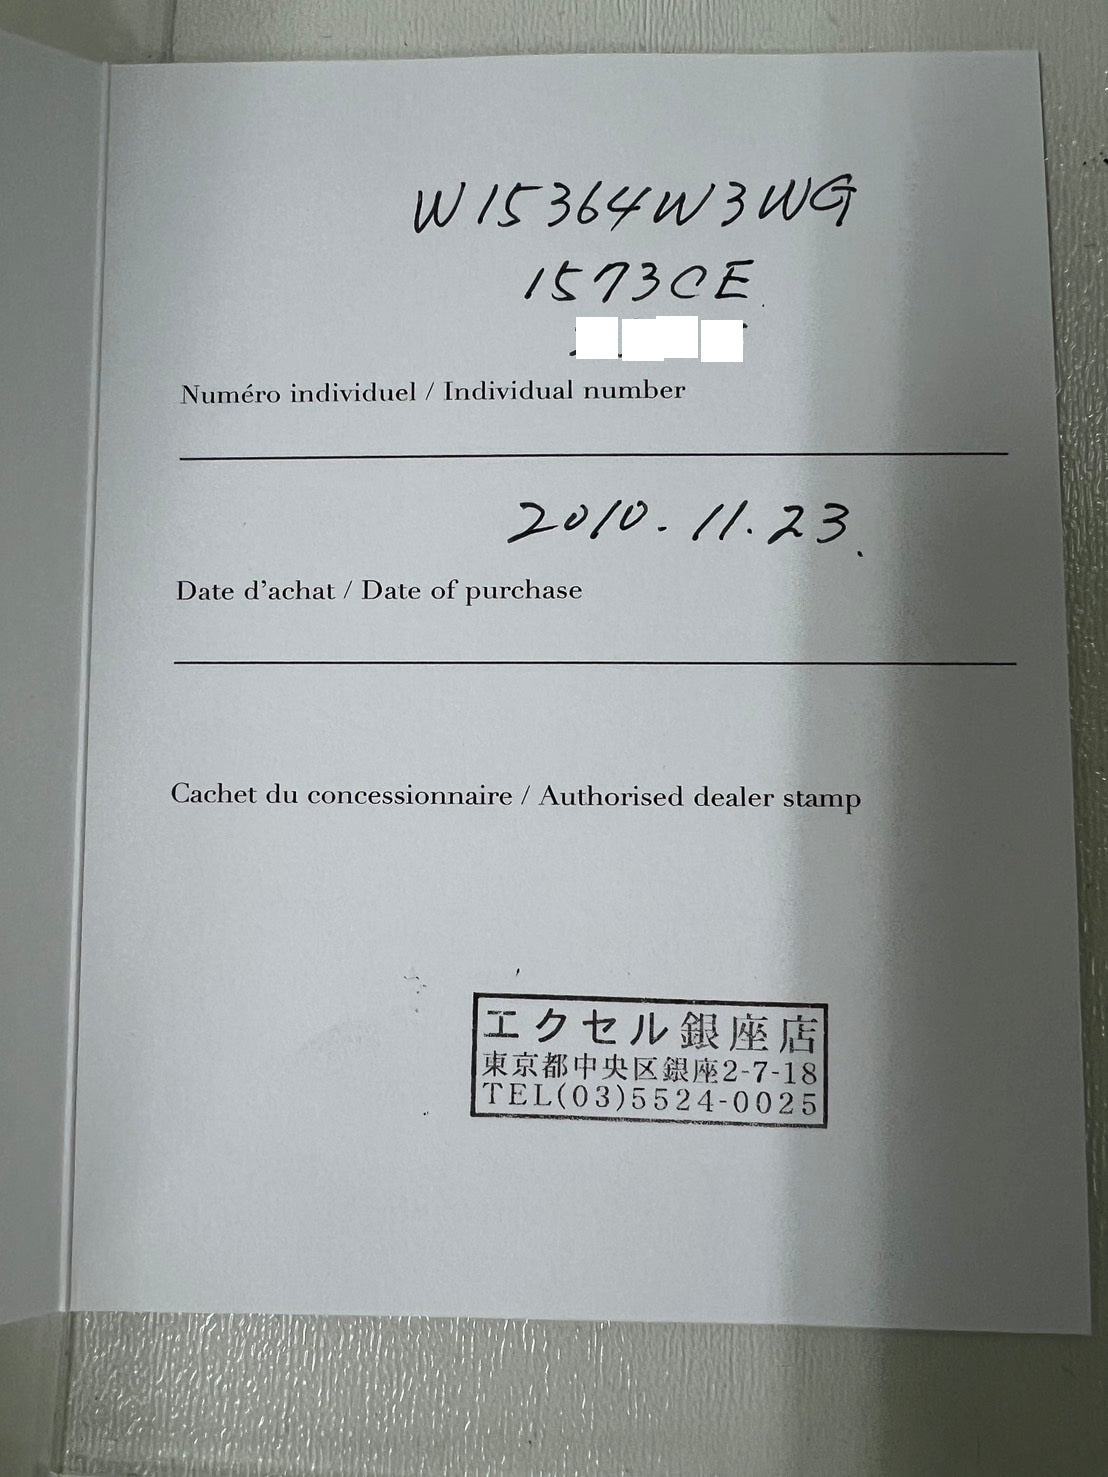 W15364W3WG
1573CE
Numéro individuel / Individual number
2010.11.23.
Date d'achat / Date of purchase
Cachet du concessionnaire / Authorised dealer stamp
エクセル銀座店
東京都中央区銀座2-7-18
TEL(03)5524-0025